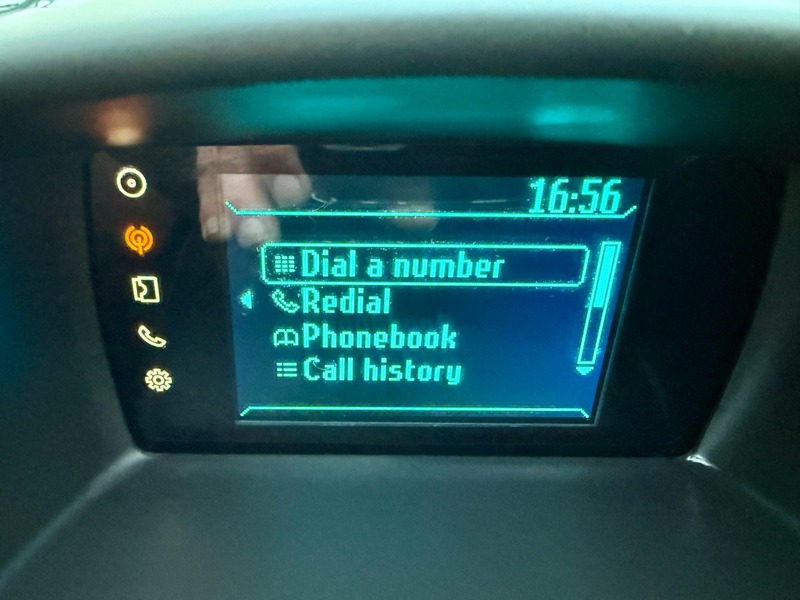 16:56
Dial a number
Redial
Phonebook
Call history